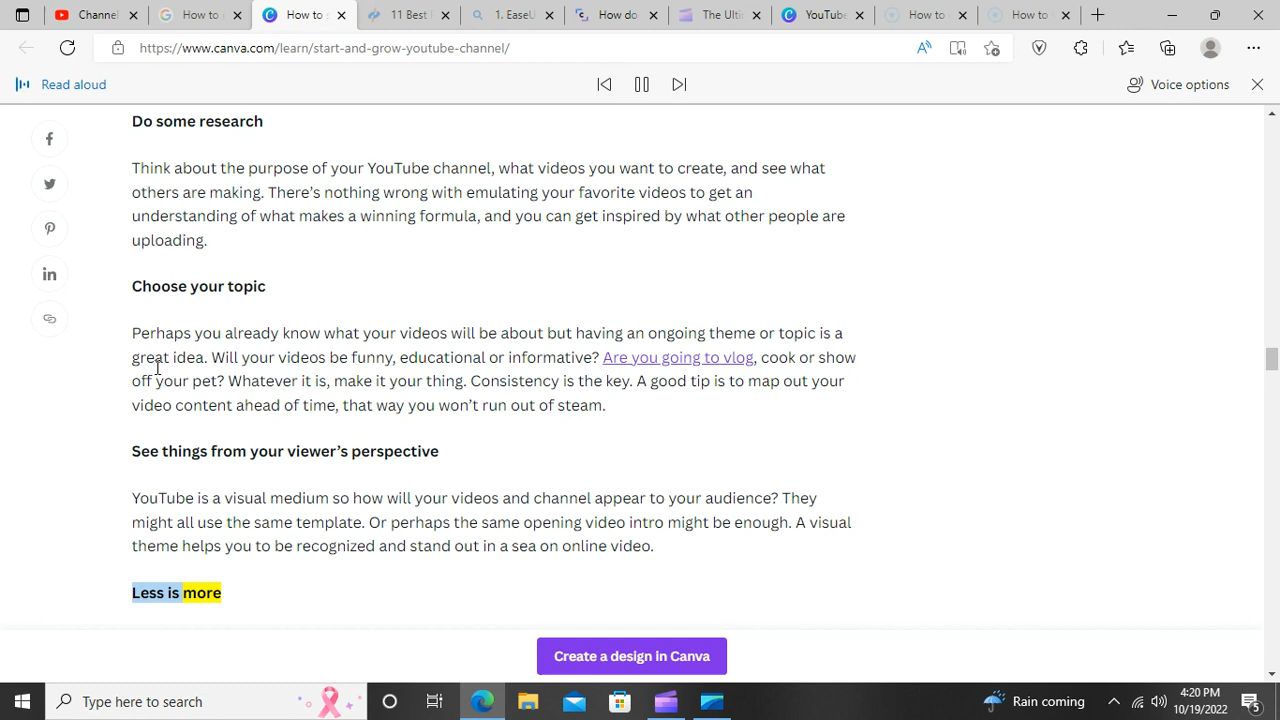 Channel
How to
How to s
11 Best
1. EaseU
How do
The Ulti
YouTube
How to
How to
https://www.canva.com/learn/start-and-grow-youtube-channel/
Read aloud
Voice options
Do some research
Think about the purpose of your YouTube channel, what videos you want to create, and see what
others are making. There's nothing wrong with emulating your favorite videos to get an
understanding of what makes a winning formula, and you can get inspired by what other people are
uploading.
Choose your topic
Perhaps you already know what your videos will be about but having an ongoing theme or topic is a
great idea. Will your videos be funny, educational or informative? Are you going to vlog, cook or show
off your pet? Whatever it is, make it your thing. Consistency is the key. A good tip is to map out your
video content ahead of time, that way you won't run out of steam.
See things from your viewer's perspective
YouTube is a visual medium so how will your videos and channel appear to your audience? They
might all use the same template. Or perhaps the same opening video intro might be enough. A visual
theme helps you to be recognized and stand out in a sea on online video.
Less is more
Create a design in Canva
Type here to search
Rain coming
4:20 PM
10/19/2022
5